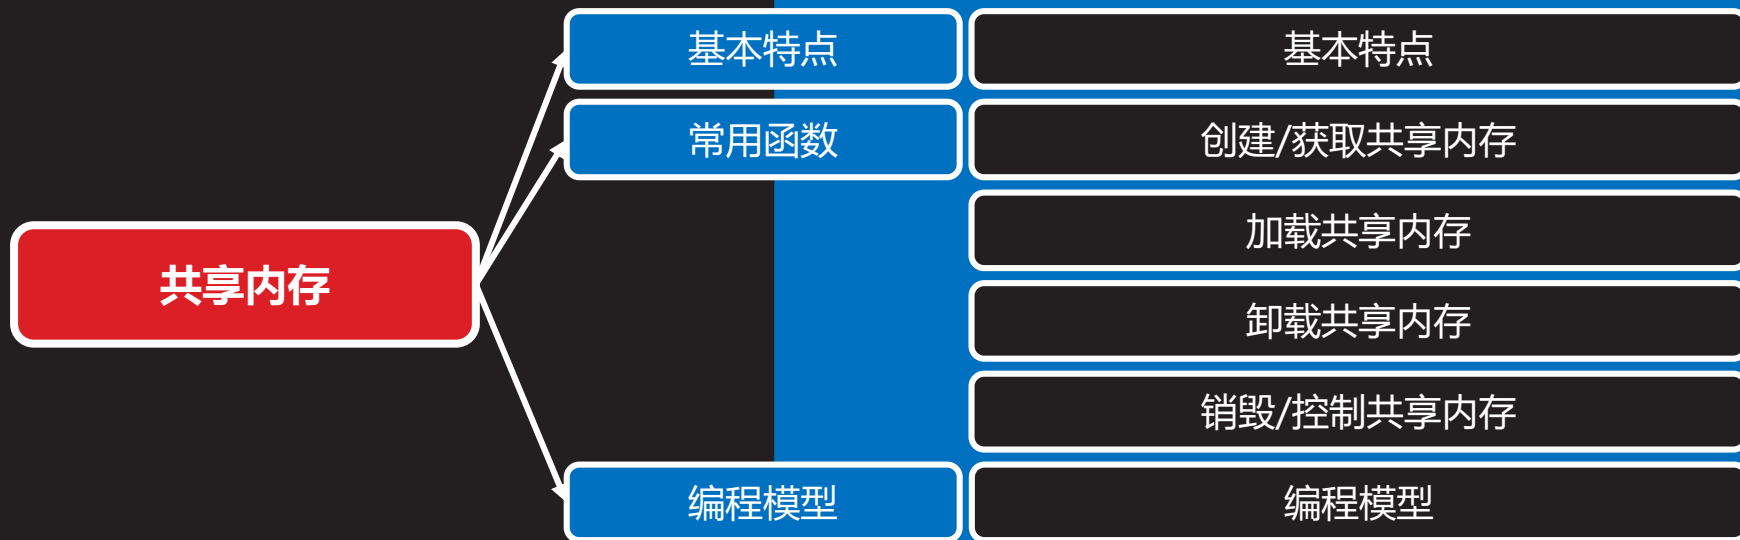 共享内存
基本特点
基本特点
常用函数
创建/获取共享内存
加载共享内存
卸载共享内存
销毁/控制共享内存
编程模型
编程模型